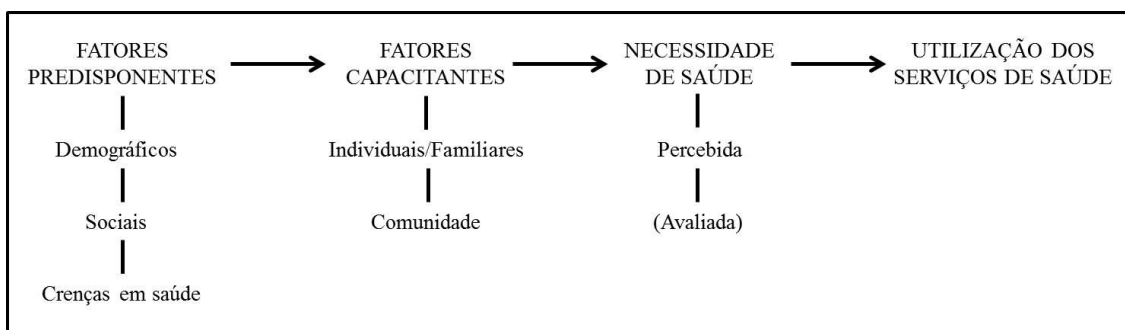 FATORES
PREDISPONENTES
Demográficos
Sociais
Crenças em saúde
FATORES
CAPACITANTES
Individuais/Familiares
Comunidade
NECESSIDADE
DE SAÚDE
Percebida
(Avaliada)
UTILIZAÇÃO DOS
SERVIÇOS DE SAÚDE